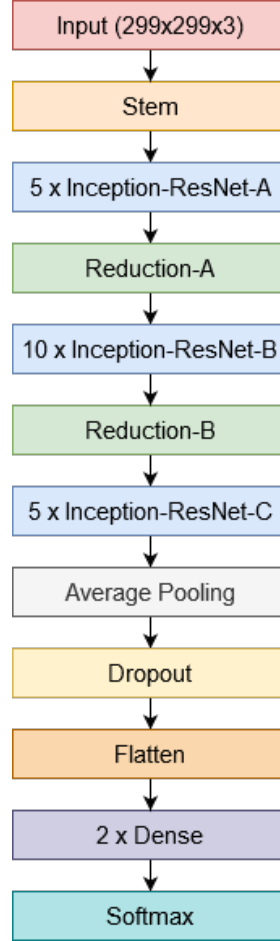 Input (299x299x3)
Stem
5 x Inception-ResNet-A
Reduction-A
10 x Inception-ResNet-B
Reduction-B
5 x Inception-ResNet-C
Average Pooling
Dropout
Flatten
2 x Dense
Softmax